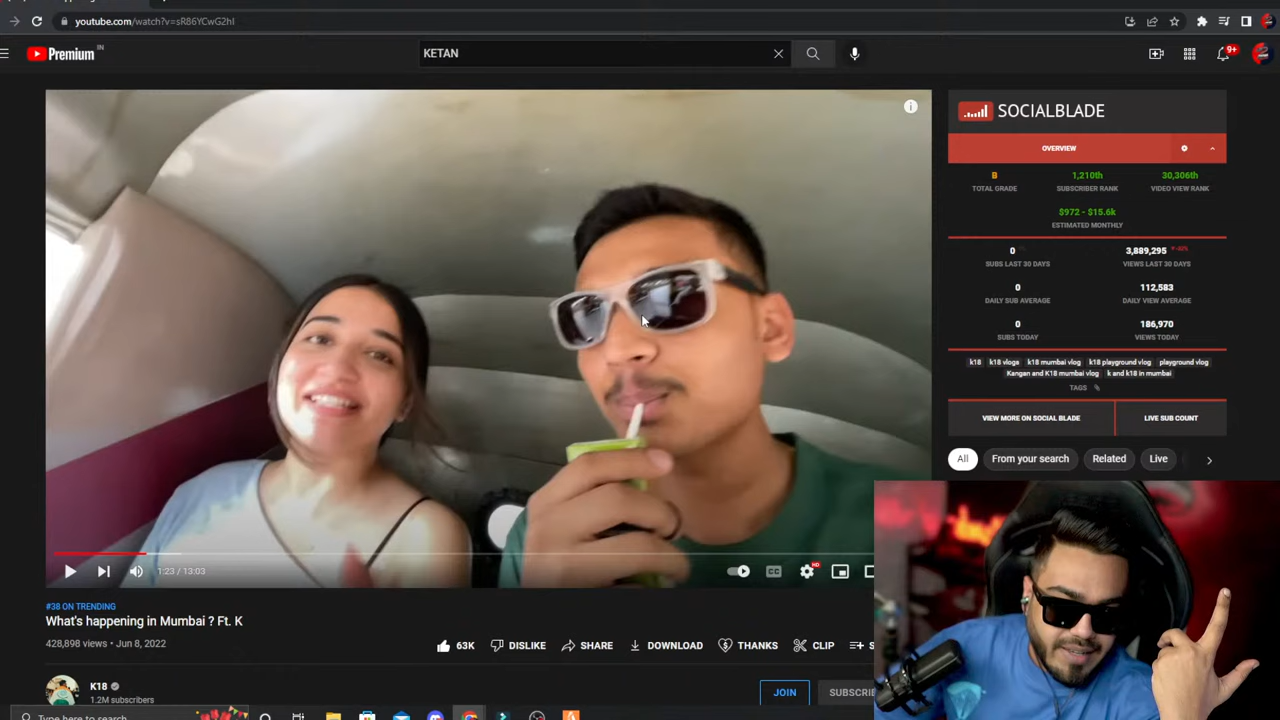 youtube.com/watch?v=sR86YCwG2hI
Premium IN
KETAN
9+
SOCIALBLADE
OVERVIEW
B
1,210th
30,306th
TOTAL GRADE
SUBSCRIBER RANK
VIDEO VIEW RANK
$972 - $15.6k
ESTIMATED MONTHLY
0
3,889,295
SUBS LAST 30 DAYS
VIEWS LAST 30 DAYS
0
112,583
DAILY SUB AVERAGE
DAILY VIEW AVERAGE
0
186,970
SUBS TODAY
VIEWS TODAY
k18 k18 vloga k18 mumbai vlog k18 playground vlog playground vlog
Kangan and K18 mumbai vlog k and k18 in mumbai
TAGS
VIEW MORE ON SOCIAL BLADE
LIVE SUB COUNT
All From your search Related Live
1:23 / 13:03
CC
HD
#38 ON TRENDING
What's happening in Mumbai ? Ft. K
428,898 views • Jun 8, 2022
63K DISLIKE SHARE DOWNLOAD THANKS CLIP S
K18
1.2M subscribers
JOIN
SUBSCRIBE
Type here to search